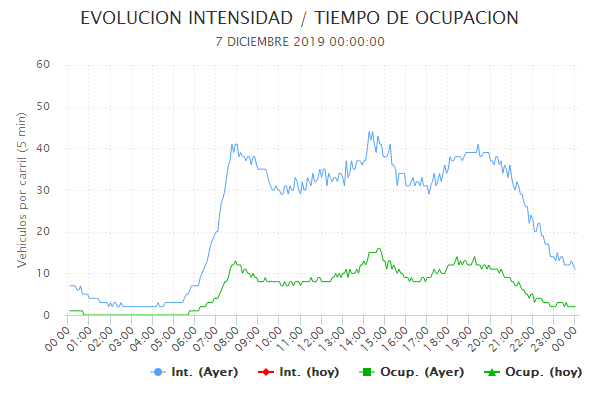 EVOLUCION INTENSIDAD / TIEMPO DE OCUPACION
7 DICIEMBRE 2019 00:00:00
Vehiculos por carril (5 min)
60
50
40
30
20
10
0
00:00 01:00 02:00 03:00 04:00 05:00 06:00 07:00 08:00 09:00 10:00 11:00 12:00 13:00 14:00 15:00 16:00 17:00 18:00 19:00 20:00 21:00 22:00 23:00 00:00
Int. (Ayer) Int. (hoy) Ocup. (Ayer) Ocup. (hoy)